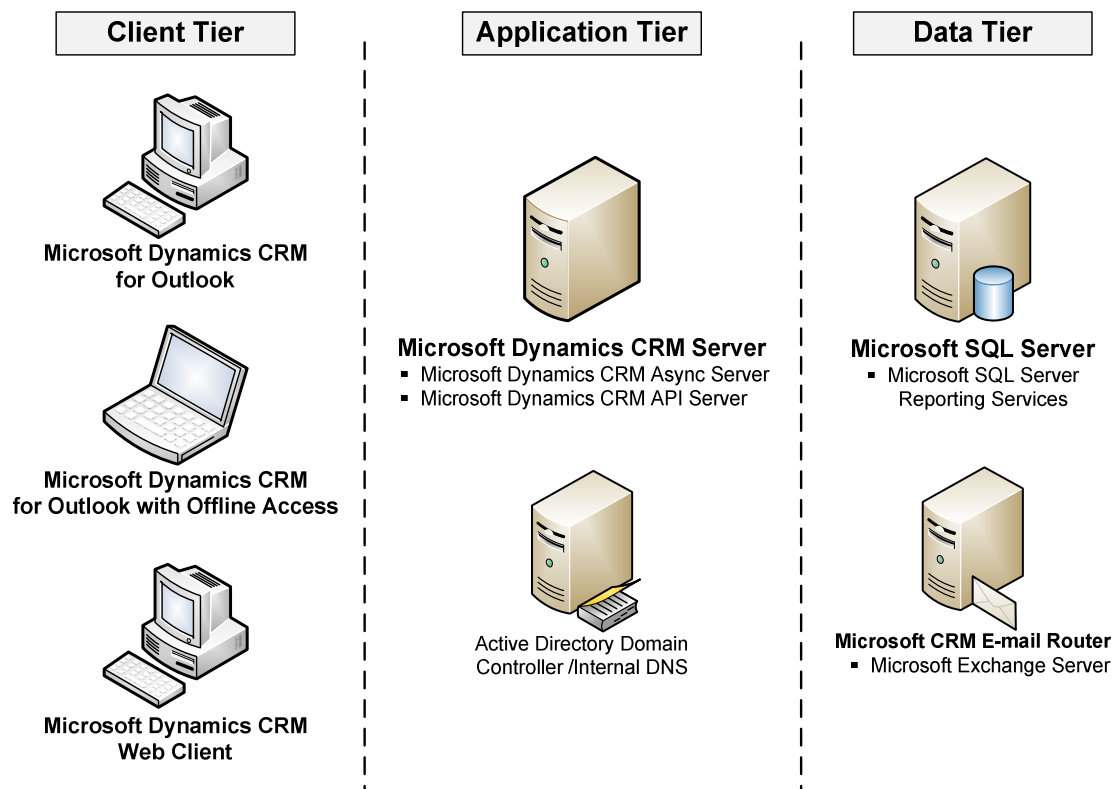 Client Tier
Microsoft Dynamics CRM
for Outlook
Microsoft Dynamics CRM
for Outlook with Offline Access
Microsoft Dynamics CRM
Web Client
Application Tier
Microsoft Dynamics CRM Server
▪ Microsoft Dynamics CRM Async Server
▪ Microsoft Dynamics CRM API Server
Active Directory Domain
Controller /Internal DNS
Data Tier
Microsoft SQL Server
▪ Microsoft SQL Server
Reporting Services
Microsoft CRM E-mail Router
▪ Microsoft Exchange Server